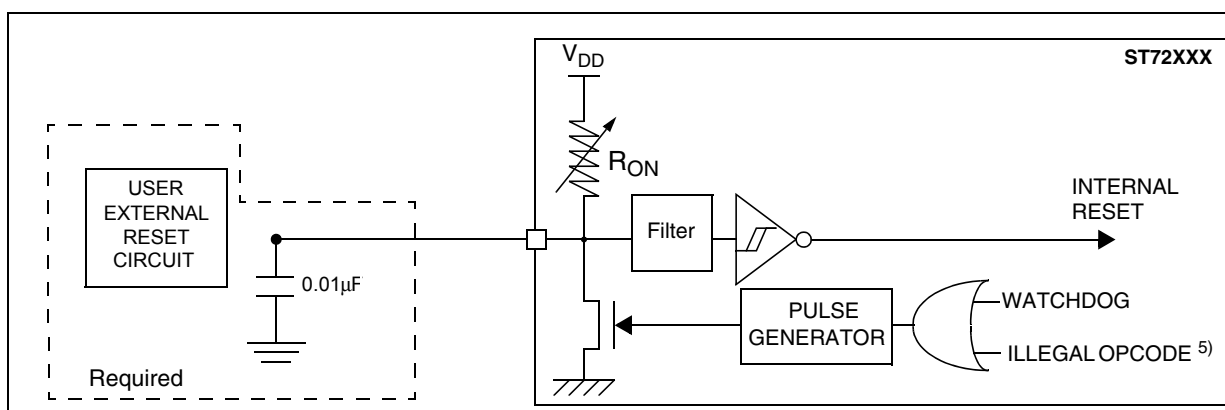 V_DD
ST72XXX
R_ON
USER
EXTERNAL
RESET
CIRCUIT
0.01µF
Required
Filter
INTERNAL
RESET
PULSE
GENERATOR
WATCHDOG
ILLEGAL OPCODE 5)